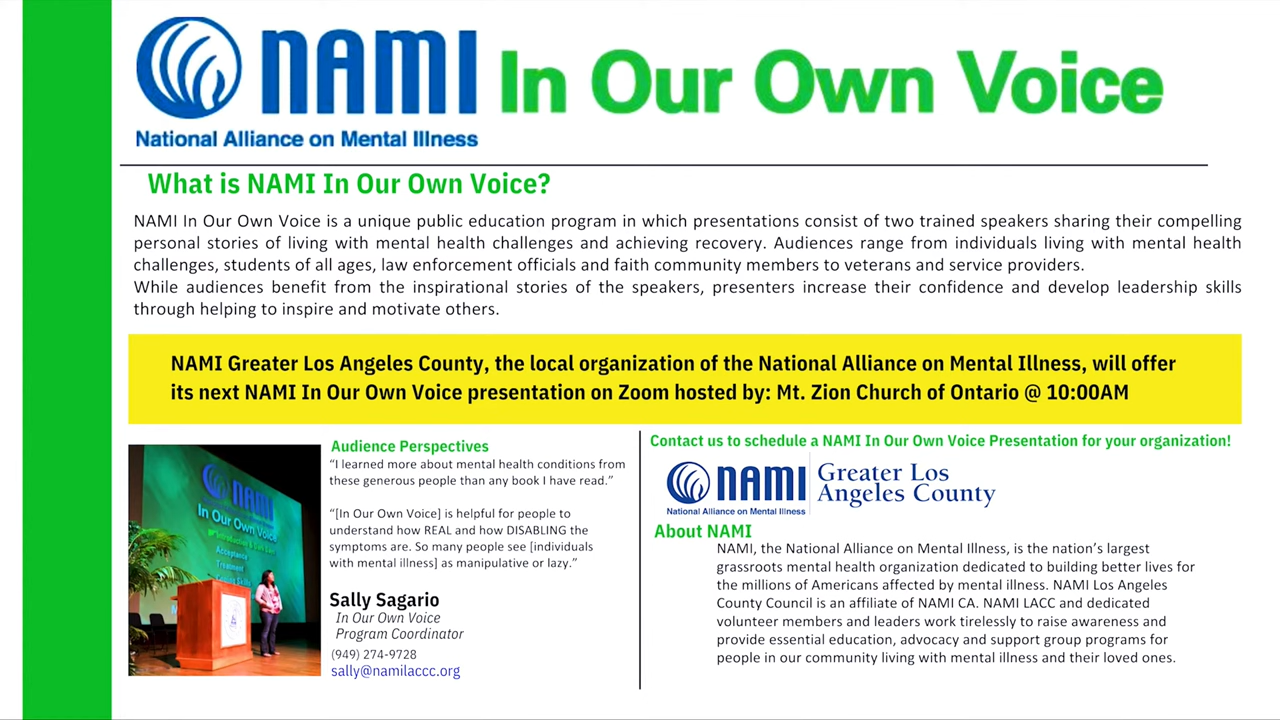 NAMI In Our Own Voice
National Alliance on Mental Illness
What is NAMI In Our Own Voice?
NAMI In Our Own Voice is a unique public education program in which presentations consist of two trained speakers sharing their compelling
personal stories of living with mental health challenges and achieving recovery. Audiences range from individuals living with mental health
challenges, students of all ages, law enforcement officials and faith community members to veterans and service providers.
While audiences benefit from the inspirational stories of the speakers, presenters increase their confidence and develop leadership skills
through helping to inspire and motivate others.
NAMI Greater Los Angeles County, the local organization of the National Alliance on Mental Illness, will offer
its next NAMI In Our Own Voice presentation on Zoom hosted by: Mt. Zion Church of Ontario @ 10:00AM
NAMI
In Our Own Voice
Acceptance
Treatment
Audience Perspectives
“I learned more about mental health conditions from
these generous people than any book I have read.”
“[In Our Own Voice] is helpful for people to
understand how REAL and how DISABLING the
symptoms are. So many people see [individuals
with mental illness] as manipulative or lazy.”
Sally Sagario
In Our Own Voice
Program Coordinator
(949) 274-9728
sally@namilaccc.org
Contact us to schedule a NAMI In Our Own Voice Presentation for your organization!
NAMI
National Alliance on Mental Illness
Greater Los
Angeles County
About NAMI
NAMI, the National Alliance on Mental Illness, is the nation’s largest
grassroots mental health organization dedicated to building better lives for
the millions of Americans affected by mental illness. NAMI Los Angeles
County Council is an affiliate of NAMI CA. NAMI LACC and dedicated
volunteer members and leaders work tirelessly to raise awareness and
provide essential education, advocacy and support group programs for
people in our community living with mental illness and their loved ones.